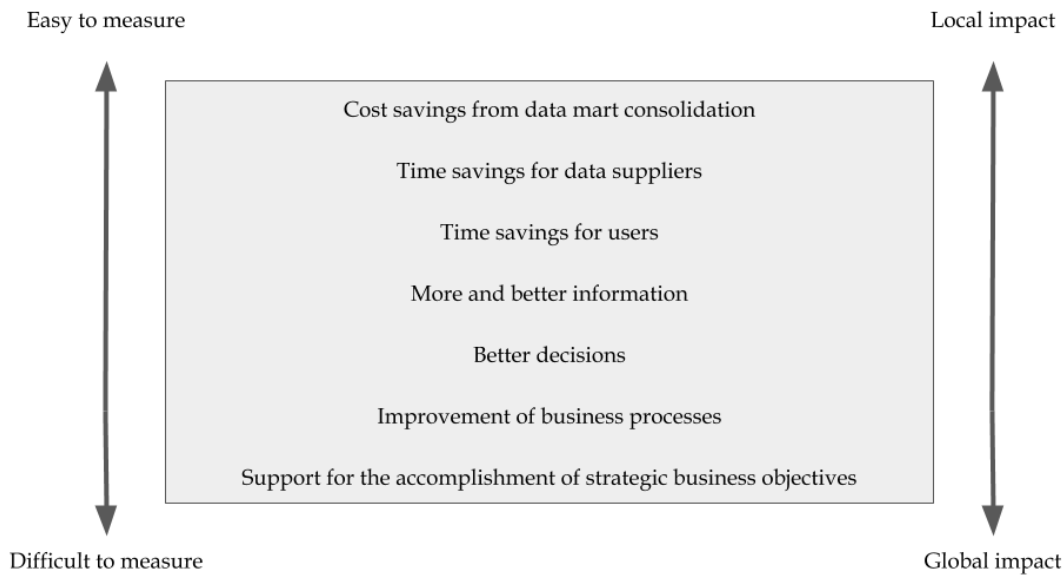 Easy to measure
Local impact
Cost savings from data mart consolidation
Time savings for data suppliers
Time savings for users
More and better information
Better decisions
Improvement of business processes
Support for the accomplishment of strategic business objectives
Difficult to measure
Global impact